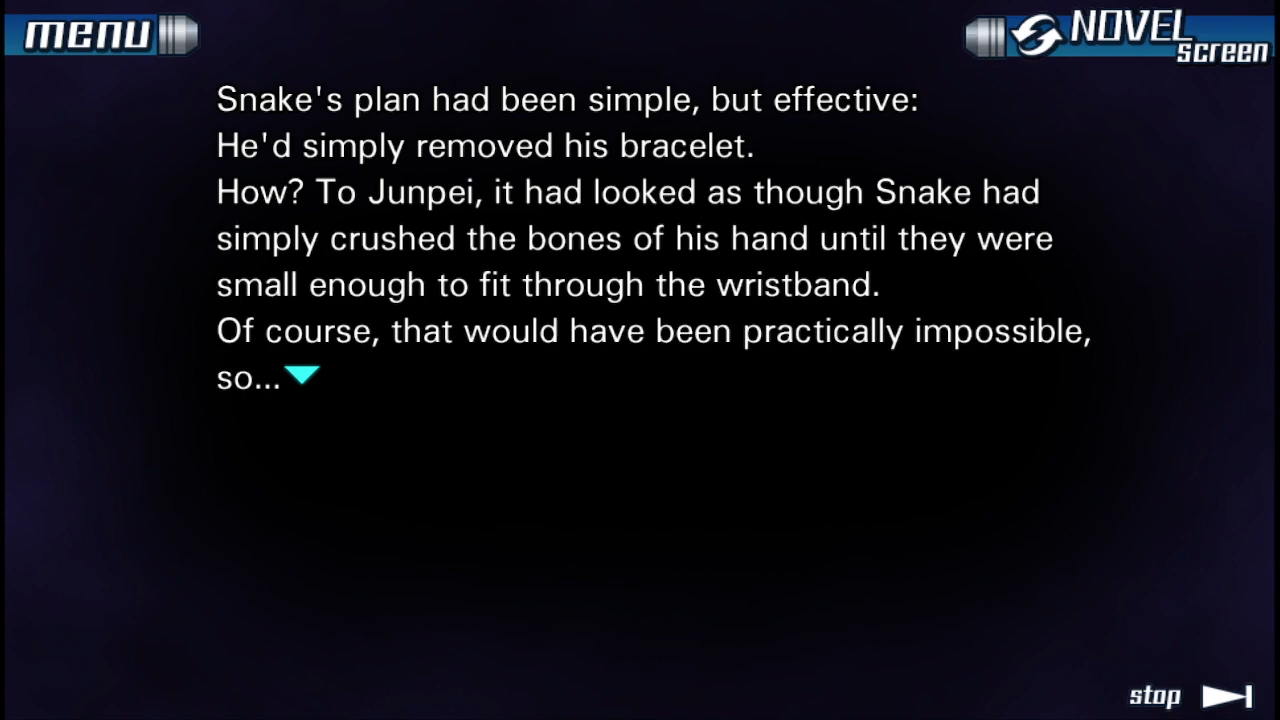 menu
NOVEL
screen
Snake's plan had been simple, but effective:
He'd simply removed his bracelet.
How? To Junpei, it had looked as though Snake had
simply crushed the bones of his hand until they were
small enough to fit through the wristband.
Of course, that would have been practically impossible,
so...
stop